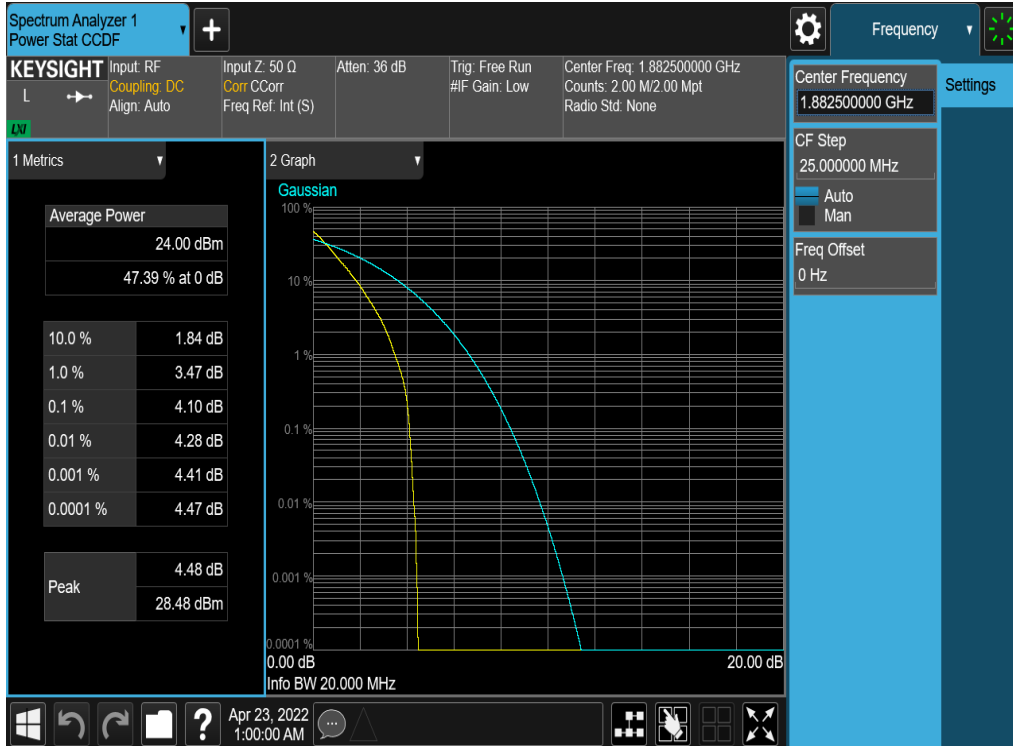 Spectrum Analyzer 1
Power Stat CCDF
+
Frequency
KEYSIGHT
L
LXI
Input: RF
Coupling: DC
Align: Auto
Input Z: 50 Ω
Corr CCorr
Freq Ref: Int (S)
Atten: 36 dB
Trig: Free Run
#IF Gain: Low
Center Freq: 1.882500000 GHz
Counts: 2.00 M/2.00 Mpt
Radio Std: None
Center Frequency
1.882500000 GHz
Settings
CF Step
25.000000 MHz
Auto
Man
Freq Offset
0 Hz
1 Metrics
Average Power
24.00 dBm
47.39 % at 0 dB
10.0 % 1.84 dB
1.0 % 3.47 dB
0.1 % 4.10 dB
0.01 % 4.28 dB
0.001 % 4.41 dB
0.0001 % 4.47 dB
Peak
4.48 dB
28.48 dBm
2 Graph
Gaussian
100 %
10 %
1 %
0.1 %
0.01 %
0.001 %
0.0001 %
0.00 dB 20.00 dB
Info BW 20.000 MHz
?
Apr 23, 2022
1:00:00 AM